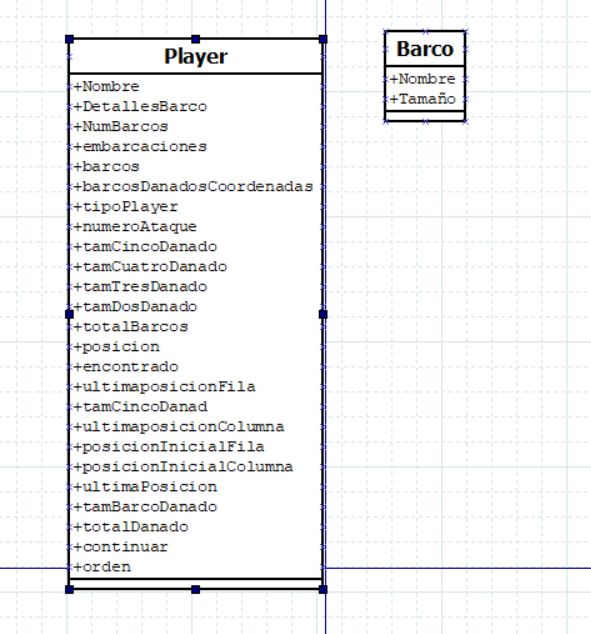 Player
+Nombre
+DetallesBarco
+NumBarcos
+embarcaciones
+barcos
+barcosDanadosCoordenadas
+tipoPlayer
+numeroAtaque
+tamCincoDanado
+tamCuatroDanado
+tamTresDanado
+tamDosDanado
+totalBarcos
+posicion
+encontrado
+ultimaposicionFila
+tamCincoDanad
+ultimaposicionColumna
+posicionInicialFila
+posicionInicialColumna
+ultimaPosicion
+tamBarcoDanado
+totalDanado
+continuar
+orden
Barco
+Nombre
+Tamaño